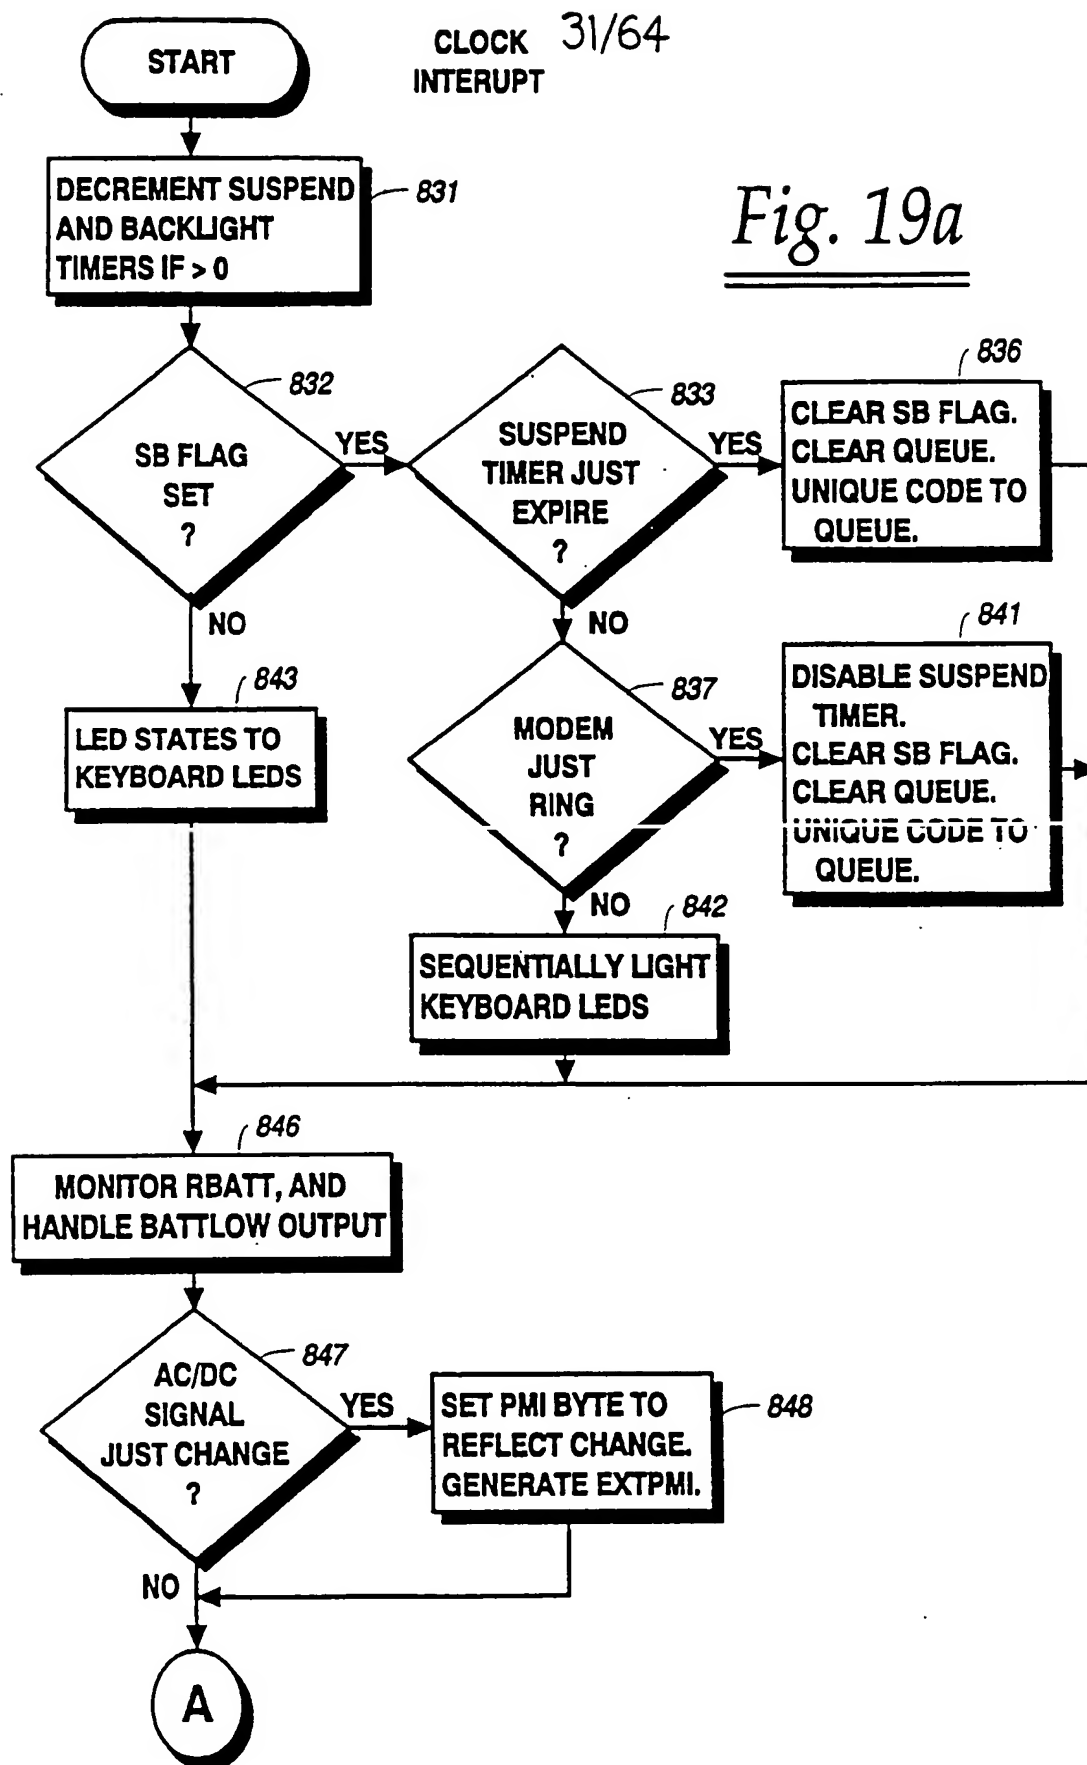 START
CLOCK 31/64
INTERUPT
DECREMENT SUSPEND
AND BACKLIGHT
TIMERS IF > 0
831
Fig. 19a
832
SB FLAG
SET
?
YES
NO
833
SUSPEND
TIMER JUST
EXPIRE
?
YES
NO
836
CLEAR SB FLAG.
CLEAR QUEUE.
UNIQUE CODE TO
QUEUE.
843
LED STATES TO
KEYBOARD LEDS
837
MODEM
JUST
RING
?
YES
NO
841
DISABLE SUSPEND
TIMER.
CLEAR SB FLAG.
CLEAR QUEUE.
UNIQUE CODE TO
QUEUE.
842
SEQUENTIALLY LIGHT
KEYBOARD LEDS
846
MONITOR RBATT, AND
HANDLE BATTLOW OUTPUT
847
AC/DC
SIGNAL
JUST CHANGE
?
YES
NO
848
SET PMI BYTE TO
REFLECT CHANGE.
GENERATE EXTPMI.
A